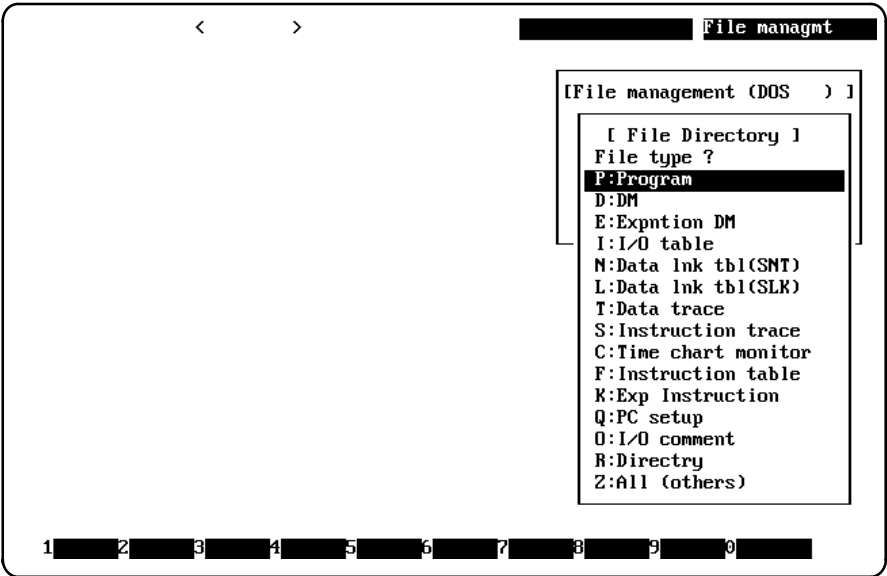 < > File managmt
[File management (DOS ) ]
[ File Directory ]
File type ?
P:Program
D:DM
E:Expntion DM
I:I/O table
N:Data lnk tbl(SNT)
L:Data lnk tbl(SLK)
T:Data trace
S:Instruction trace
C:Time chart monitor
F:Instruction table
K:Exp Instruction
Q:PC setup
O:I/O comment
R:Directry
Z:All (others)
1 2 3 4 5 6 7 8 9 0